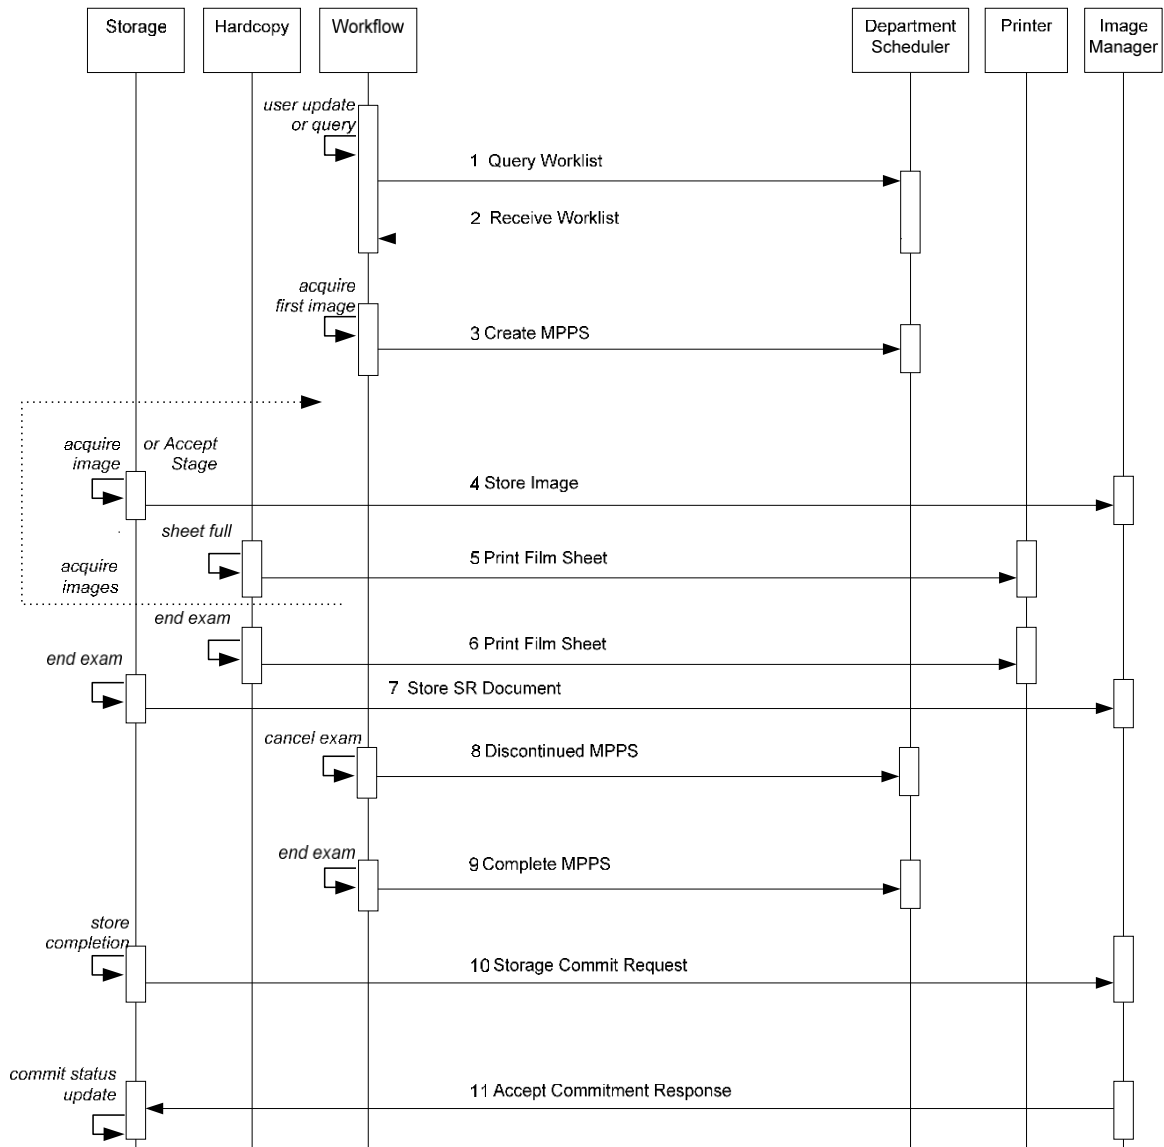 Storage
Hardcopy
Workflow
Department
Scheduler
Printer
Image
Manager
user update
or query
1 Query Worklist
2 Receive Worklist
acquire
first image
3 Create MPPS
acquire
image
or Accept
Stage
4 Store Image
sheet full
5 Print Film Sheet
acquire
images
end exam
6 Print Film Sheet
end exam
7 Store SR Document
cancel exam
8 Discontinued MPPS
end exam
9 Complete MPPS
store
completion
10 Storage Commit Request
commit status
update
11 Accept Commitment Response